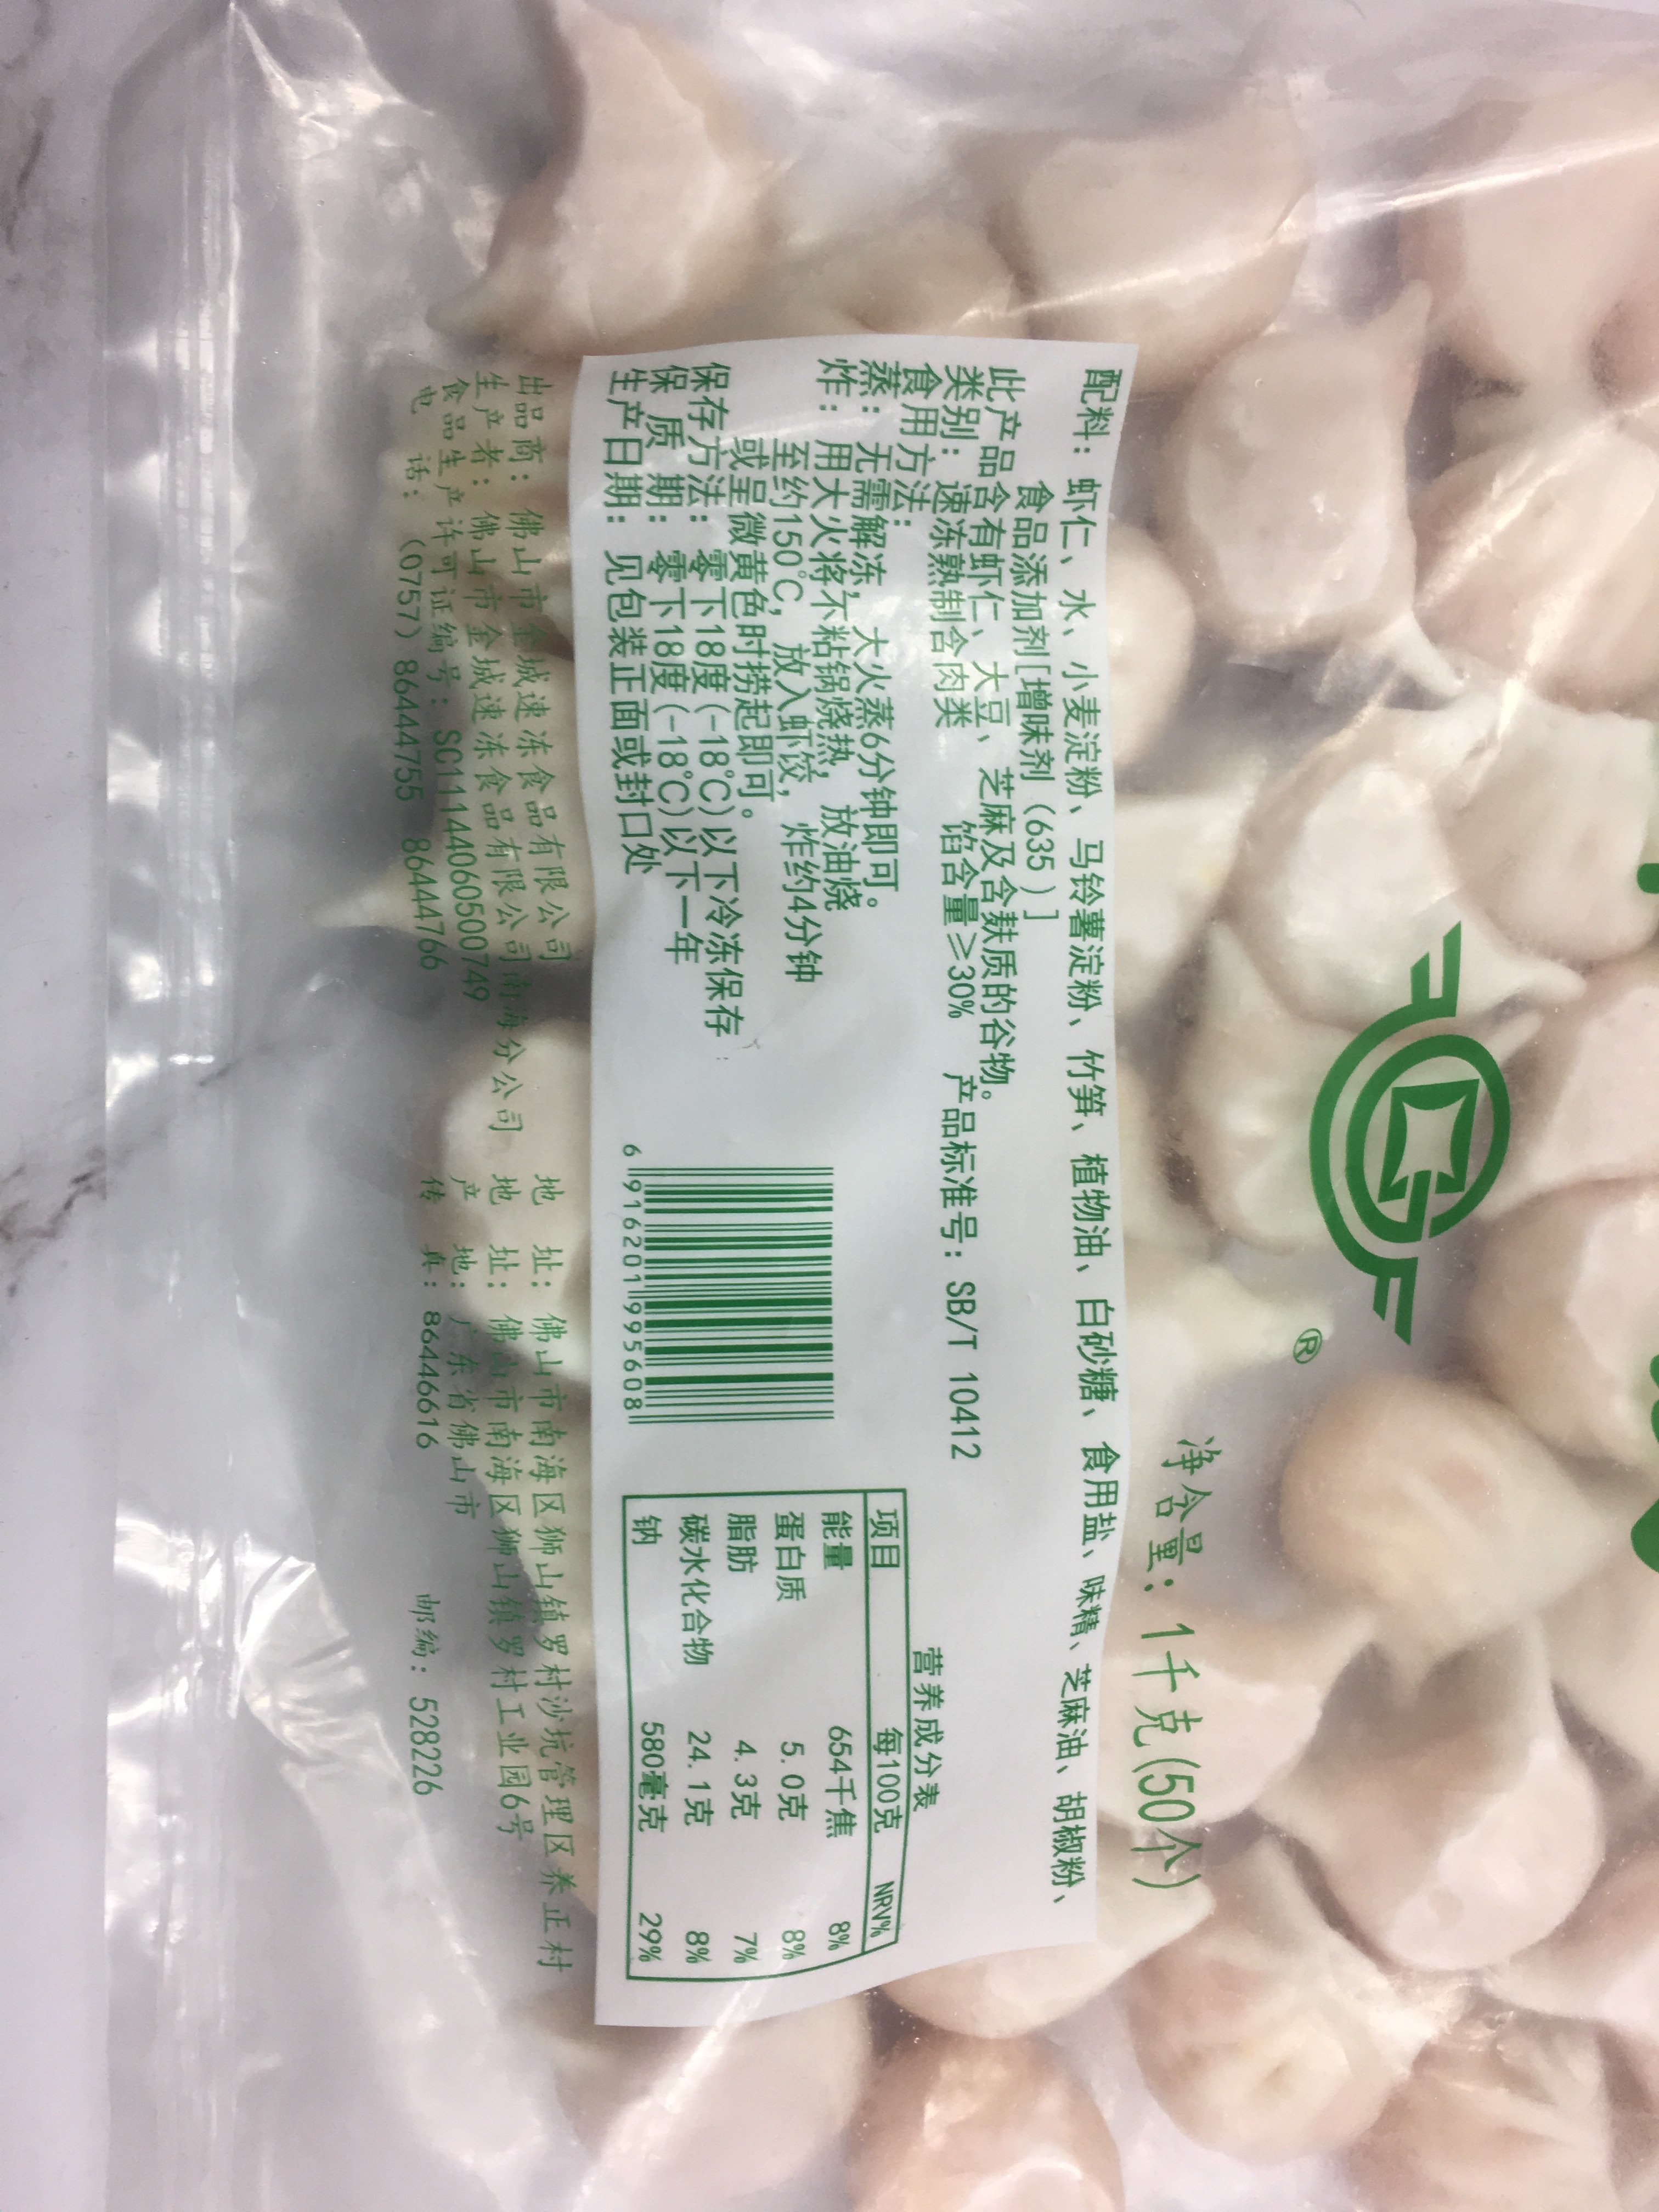 ®
净含量：1千克(50个)
配料：虾仁、水、小麦淀粉、马铃薯淀粉、竹笋、植物油、白砂糖、食用盐、味精、芝麻油、胡椒粉、
食品添加剂[增味剂（635）]
此产品含有虾仁、大豆、芝麻及含麸质的谷物。
类别：速冻熟制含肉类 馅含量≥30% 产品标准号：SB/T 10412
食用方法：
蒸：无需解冻，大火蒸6分钟即可。
炸：用大火将不粘锅烧热，放油烧
至约150℃，放入虾饺，炸约4分钟
或呈微黄色时捞起即可。
保存方法：零下18度(-18℃)以下冷冻保存
保质期：零下18度(-18℃)以下一年
生产日期：见包装正面或封口处
6 916201 995608
营养成分表
项目 每100克 NRV%
能量 654千焦 8%
蛋白质 5.0克 8%
脂肪 4.3克 7%
碳水化合物 24.1克 8%
钠 580毫克 29%
出品商：佛山市金城速冻食品有限公司 地址：佛山市南海区狮山镇罗村沙坑管理区养正村
生产者：佛山市金城速冻食品有限公司南海分公司 地址：佛山市南海区狮山镇罗村工业园6号
食品生产许可证编号：SC11144060500749 产地：广东省佛山市
电话：(0757) 86444755 86444766 传真：86446616 邮编：528226